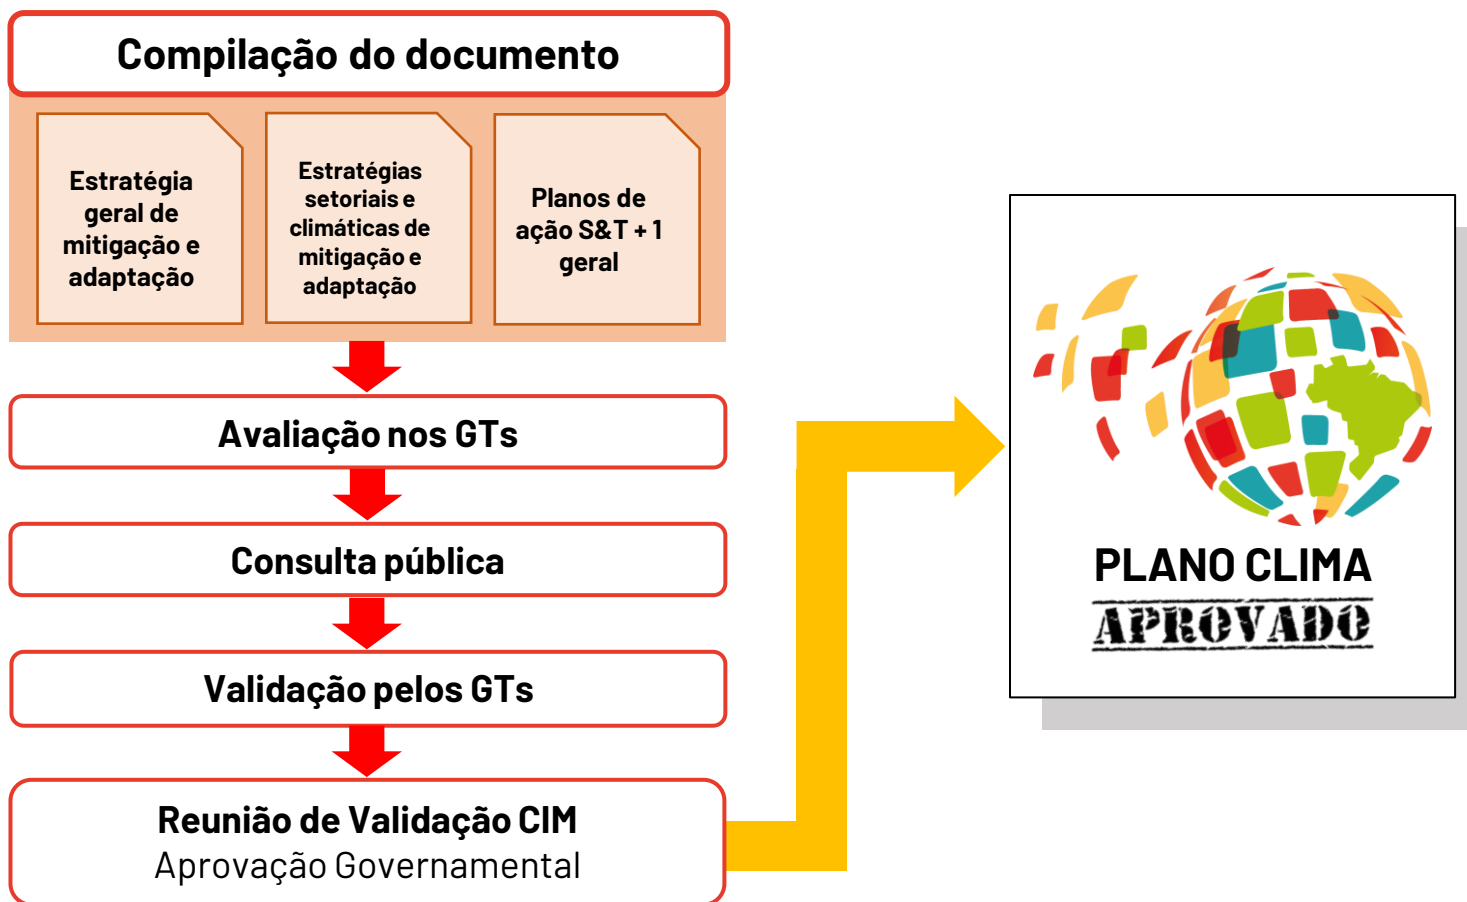 Compilação do documento
Estratégia
geral de
mitigação e
adaptação
Estratégias
setoriais e
climáticas de
mitigação e
adaptação
Planos de
ação S&T + 1
geral
Avaliação nos GTs
Consulta pública
Validação pelos GTs
Reunião de Validação CIM
Aprovação Governamental
PLANO CLIMA
APROVADO